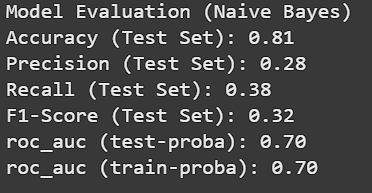 Model Evaluation (Naive Bayes)
Accuracy (Test Set): 0.81
Precision (Test Set): 0.28
Recall (Test Set): 0.38
F1-Score (Test Set): 0.32
roc_auc (test-proba): 0.70
roc_auc (train-proba): 0.70